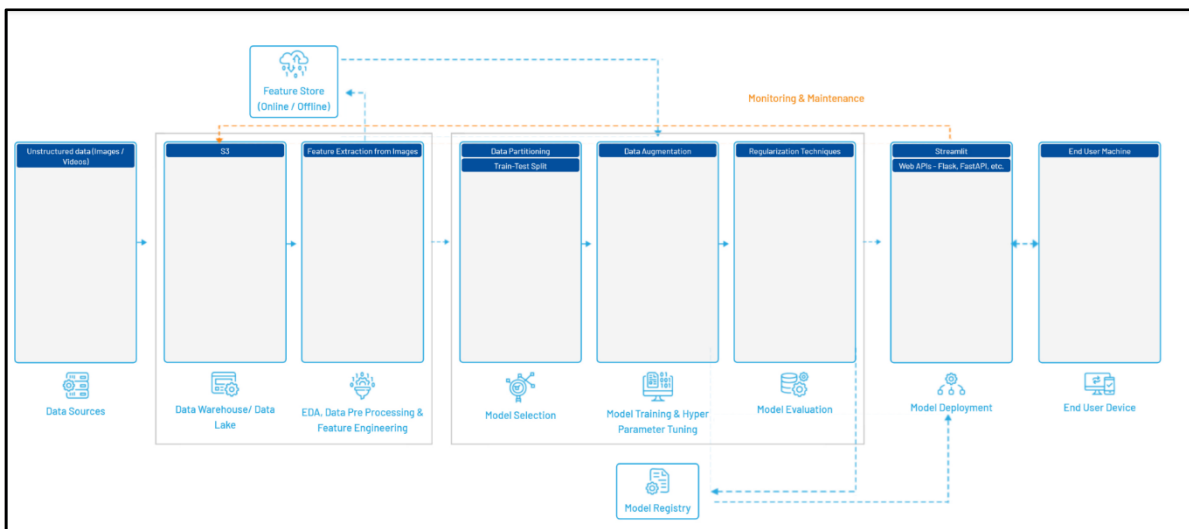 Feature Store
(Online / Offline)
Monitoring & Maintenance
Unstructured data (Images /
Videos)
S3
Feature Extraction from Images
Data Partitioning
Train-Test Split
Data Augmentation
Regularization Techniques
Streamlit
Web APIs - Flask, FastAPI, etc.
End User Machine
Data Sources
Data Warehouse/ Data
Lake
EDA, Data Pre Processing &
Feature Engineering
Model Selection
Model Training & Hyper
Parameter Tuning
Model Evaluation
Model Deployment
End User Device
Model Registry